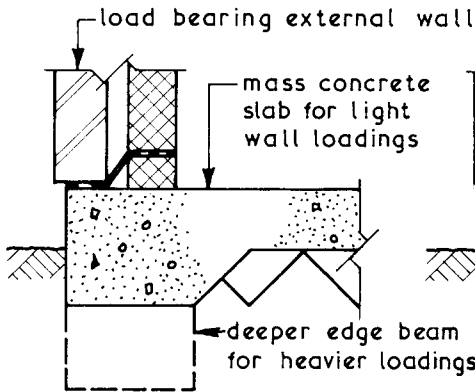 load bearing external wall
mass concrete
slab for light
wall loadings
deeper edge beam
for heavier loadings